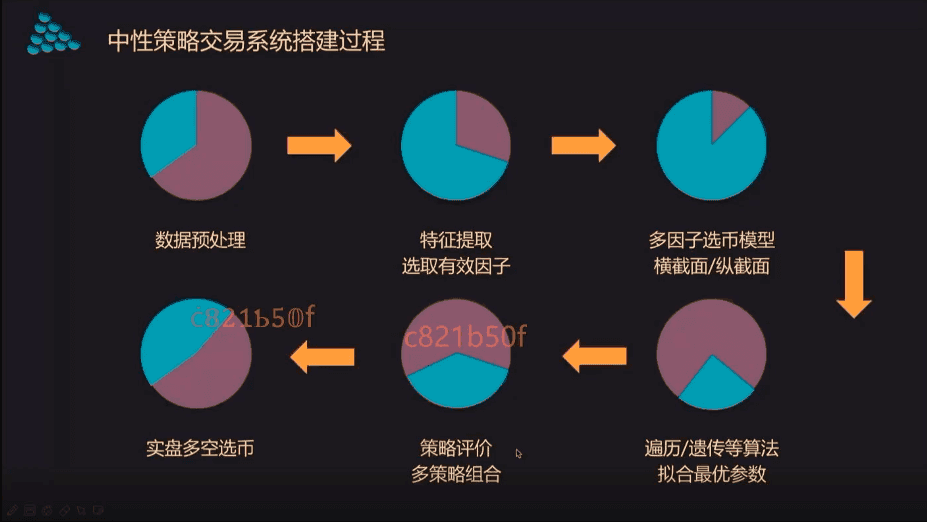 中性策略交易系统搭建过程
数据预处理
特征提取
选取有效因子
多因子选币模型
横截面/纵截面
c821b50f
c821b50f
实盘多空选币
策略评价
多策略组合
遍历/遗传等算法
拟合最优参数